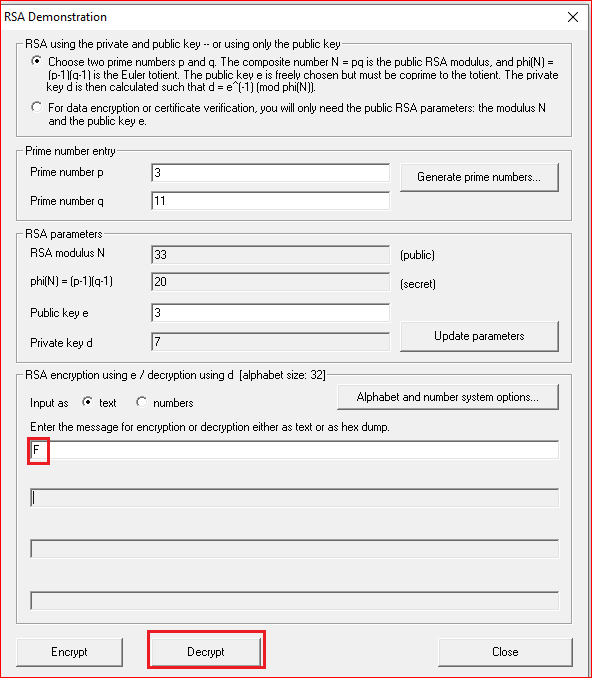 RSA Demonstration
RSA using the private and public key -- or using only the public key
Choose two prime numbers p and q. The composite number N = pq is the public RSA modulus, and phi(N) =
(p-1)(q-1) is the Euler totient. The public key e is freely chosen but must be coprime to the totient. The private
key d is then calculated such that d = e^(-1) (mod phi(N)).
For data encryption or certificate verification, you will only need the public RSA parameters: the modulus N
and the public key e.
Prime number entry
Prime number p
3
Generate prime numbers...
Prime number q
11
RSA parameters
RSA modulus N
33
(public)
phi(N) = (p-1)(q-1)
20
(secret)
Public key e
3
Private key d
7
Update parameters
RSA encryption using e / decryption using d [alphabet size: 32]
Input as
text
numbers
Alphabet and number system options...
Enter the message for encryption or decryption either as text or as hex dump.
F
Encrypt
Decrypt
Close